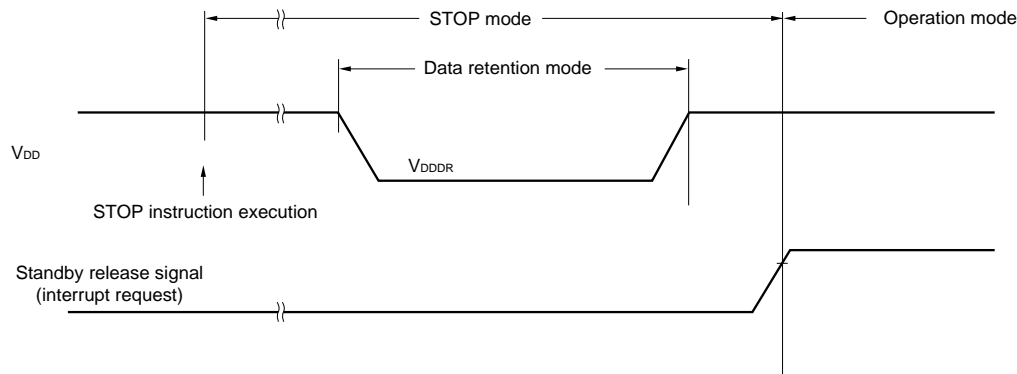 STOP mode
Operation mode
Data retention mode
VDD
VDDDR
STOP instruction execution
Standby release signal
(interrupt request)